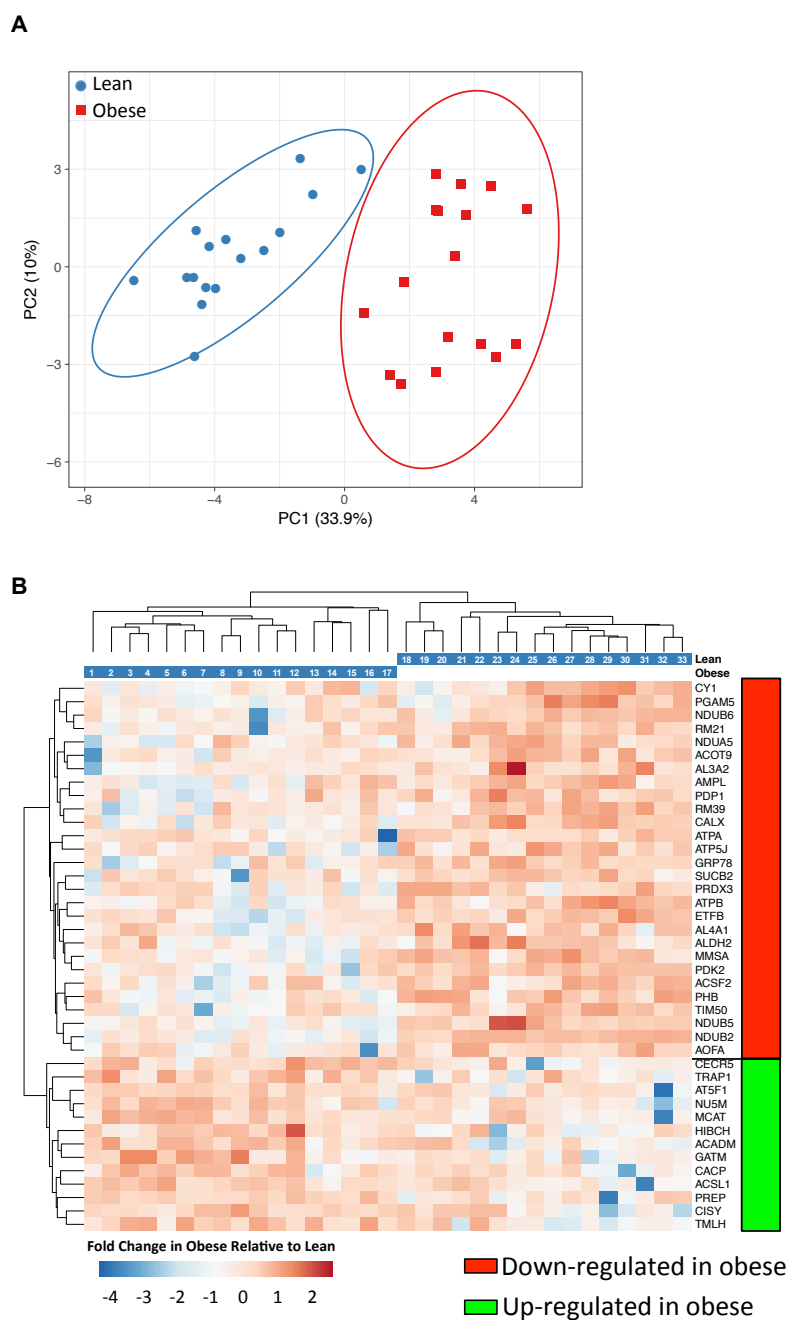 A
Lean
Obese
3
0
−3
−6
PC2 (10%)
−8 −4 0 4
PC1 (33.9%)
B
18 19 20 21 22 23 24 25 26 27 28 29 30 31 32 33 Lean
Obese
1 2 3 4 5 6 7 8 9 10 11 12 13 14 15 16 17
CY1
PGAM5
NDUB6
RM21
NDUA5
ACOT9
AL3A2
AMPL
PDP1
RM39
CALX
ATPA
ATP5J
GRP78
SUCB2
PRDX3
ATPB
ETFB
AL4A1
ALDH2
MMSA
PDK2
ACSF2
PHB
TIM50
NDUB5
NDUB2
AOFA
CECR5
TRAP1
AT5F1
NU5M
MCAT
HIBCH
ACADM
GATM
CACP
ACSL1
PREP
CISY
TMLH
Fold Change in Obese Relative to Lean
-4 -3 -2 -1 0 1 2
Down-regulated in obese
Up-regulated in obese